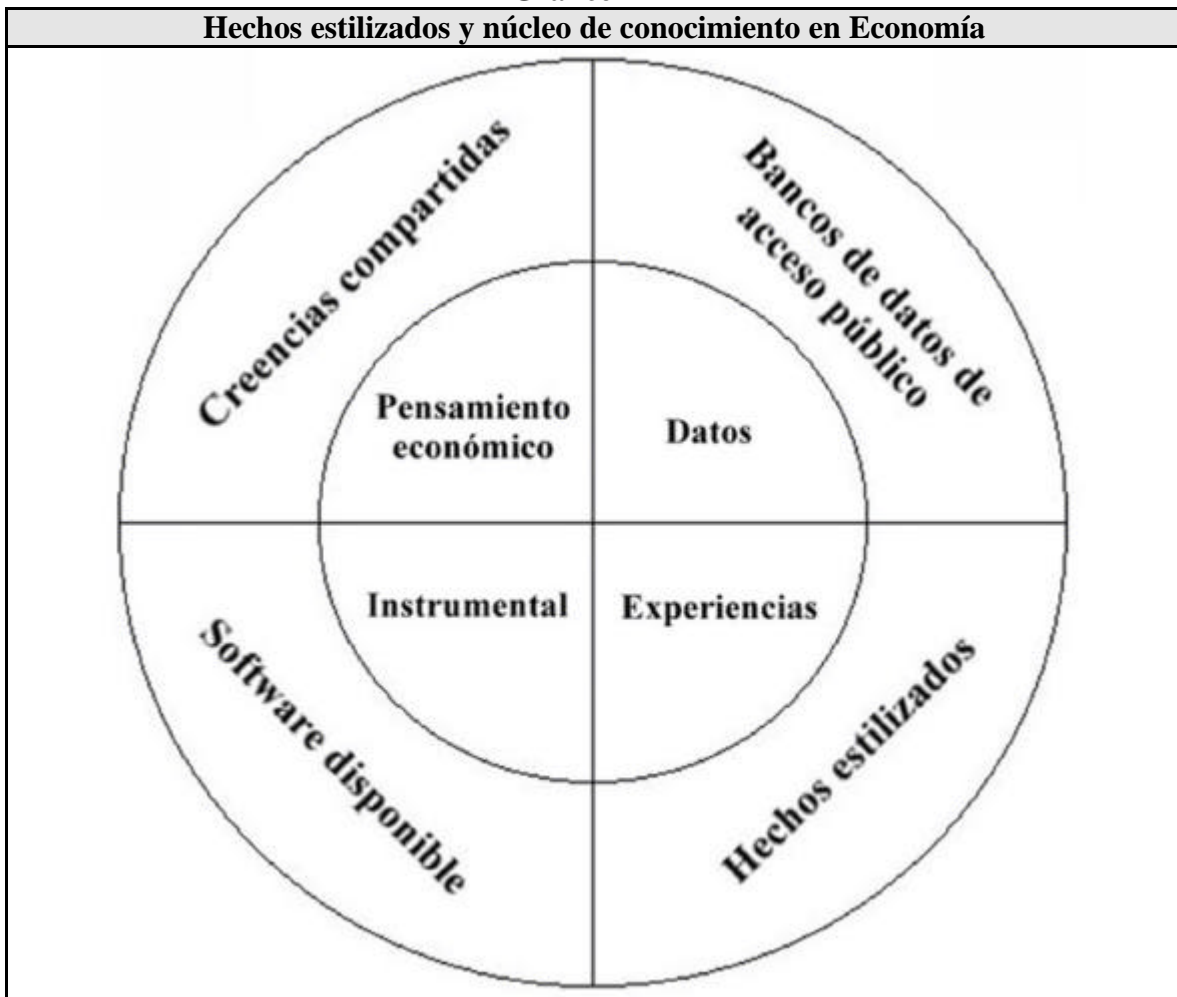 Hechos estilizados y núcleo de conocimiento en Economía
Creencias compartidas
Bancos de datos de
acceso público
Pensamiento
económico
Datos
Instrumental
Experiencias
Software disponible
Hechos estilizados